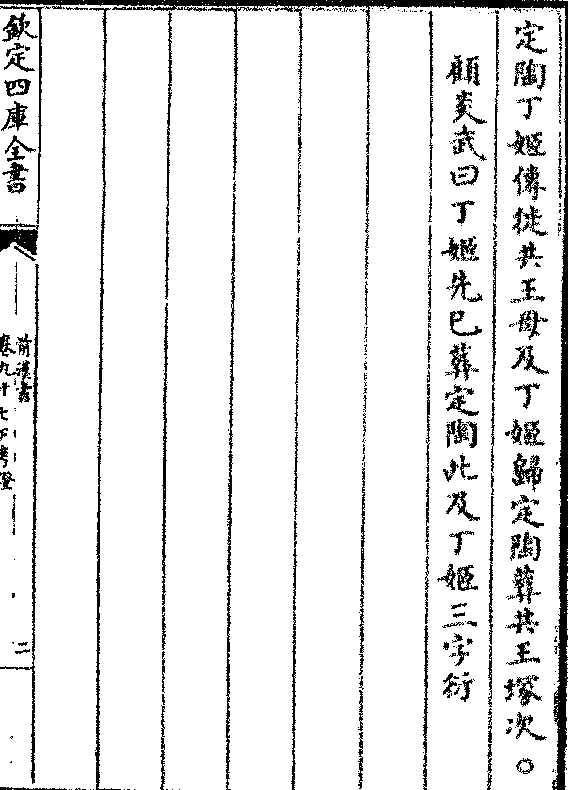 定陶丁姬傳徙共王母及丁姬歸定陶葬共王塚次○
顧炎武曰丁姬先已葬定陶此及丁姬三字衍
欽定四庫全書
前漢書
卷九十七下考證
二